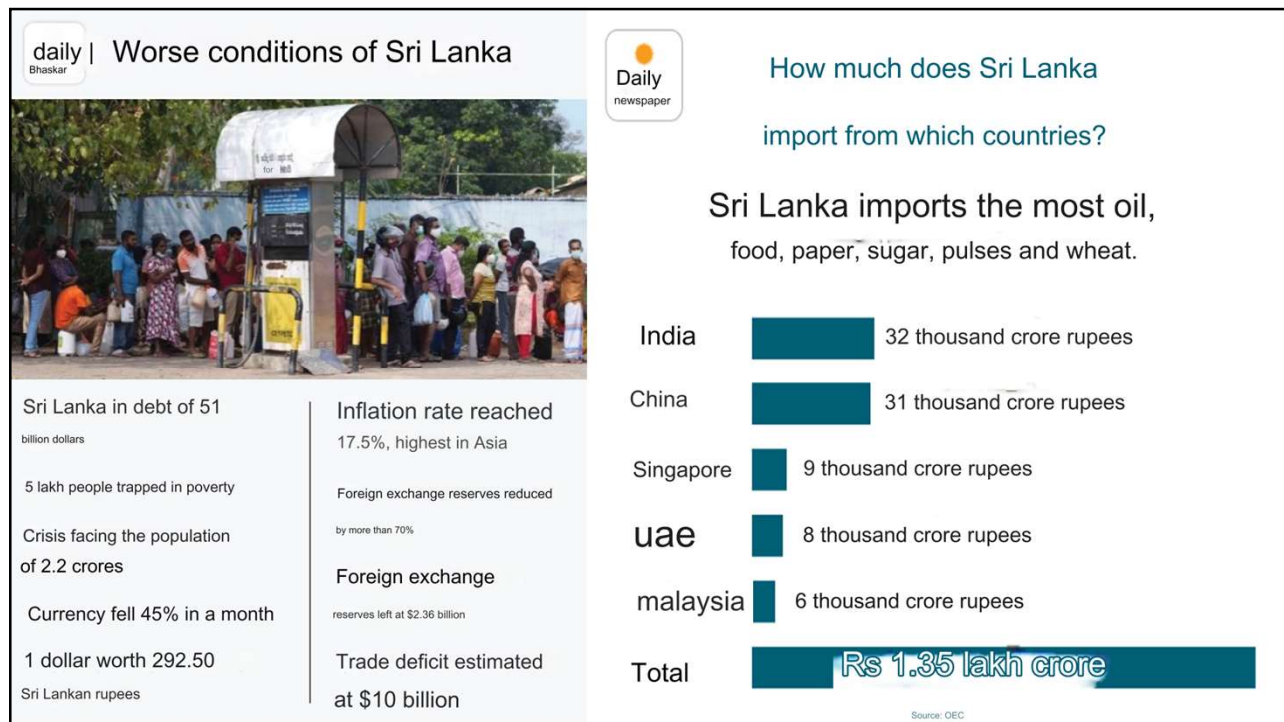 daily |
Bhaskar
Worse conditions of Sri Lanka
for
Sri Lanka in debt of 51
billion dollars
5 lakh people trapped in poverty
Crisis facing the population
of 2.2 crores
Currency fell 45% in a month
1 dollar worth 292.50
Sri Lankan rupees
Inflation rate reached
17.5%, highest in Asia
Foreign exchange reserves reduced
by more than 70%
Foreign exchange
reserves left at $2.36 billion
Trade deficit estimated
at $10 billion
Daily
newspaper
How much does Sri Lanka
import from which countries?
Sri Lanka imports the most oil,
food, paper, sugar, pulses and wheat.
India 32 thousand crore rupees
China 31 thousand crore rupees
Singapore 9 thousand crore rupees
uae 8 thousand crore rupees
malaysia 6 thousand crore rupees
Total Rs 1.35 lakh crore
Source: OEC